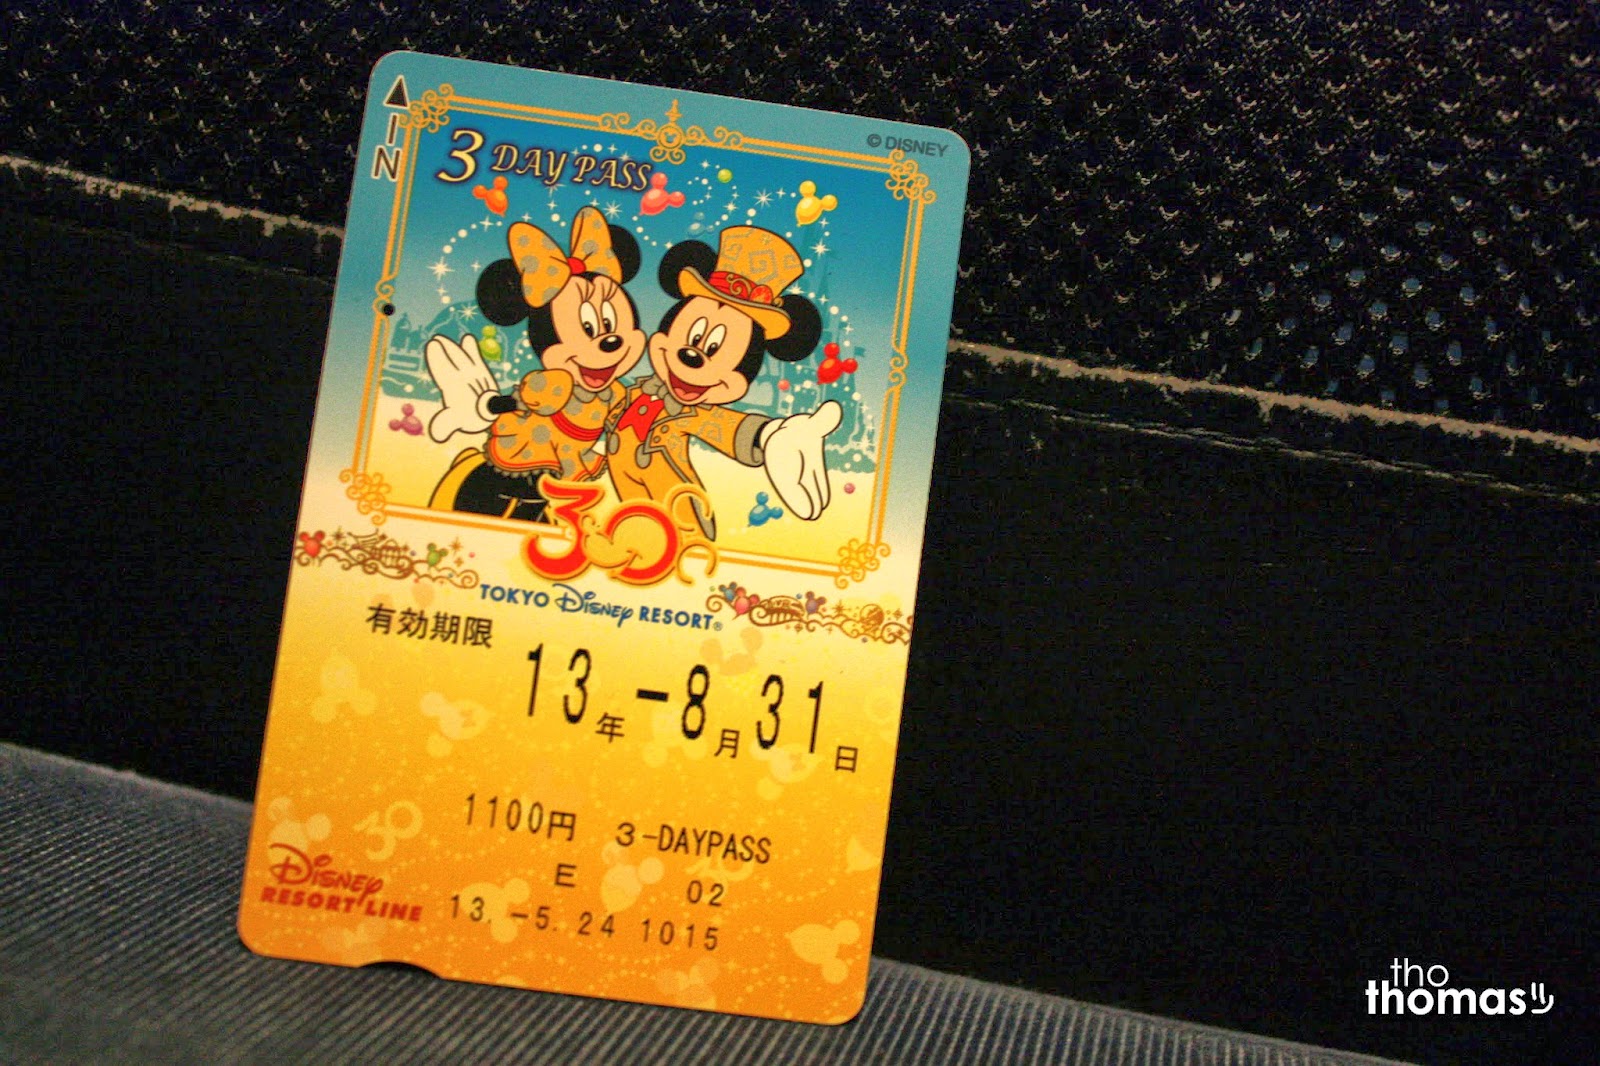 ▲IN
© DISNEY
3 DAY PASS
30
TOKYO Disney RESORT®
有効期限
13年-8月31日
1100円 3-DAYPASS
E 02
13.-5.24 1015
Disney
RESORT LINE
tho
thomas